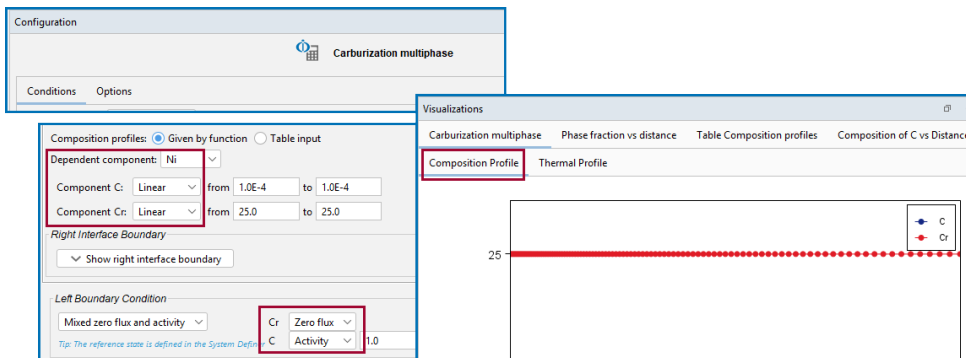 Configuration
Carburization multiphase
Conditions Options
Composition profiles: Given by function Table input
Dependent component: Ni
Component C: Linear from 1.0E-4 to 1.0E-4
Component Cr: Linear from 25.0 to 25.0
Right Interface Boundary
Show right interface boundary
Left Boundary Condition
Mixed zero flux and activity Cr Zero flux
Tip: The reference state is defined in the System Definer C Activity 1.0
Visualizations
Carburization multiphase Phase fraction vs distance Table Composition profiles Composition of C vs Distance
Composition Profile Thermal Profile
C
Cr
25